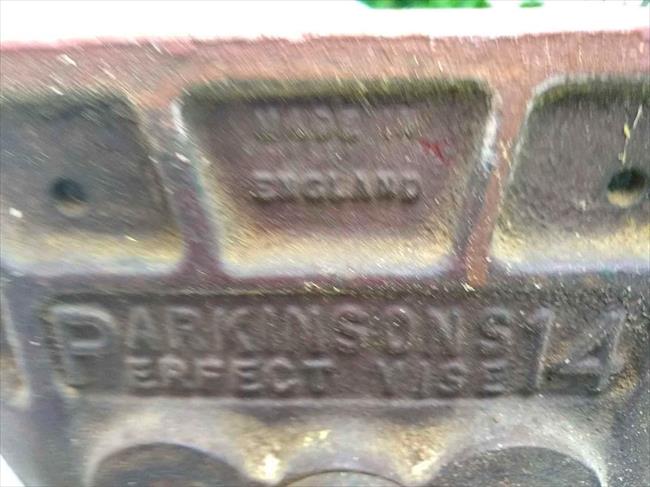 MADE IN
ENGLAND
PARKINSONS 14
PERFECT VISE